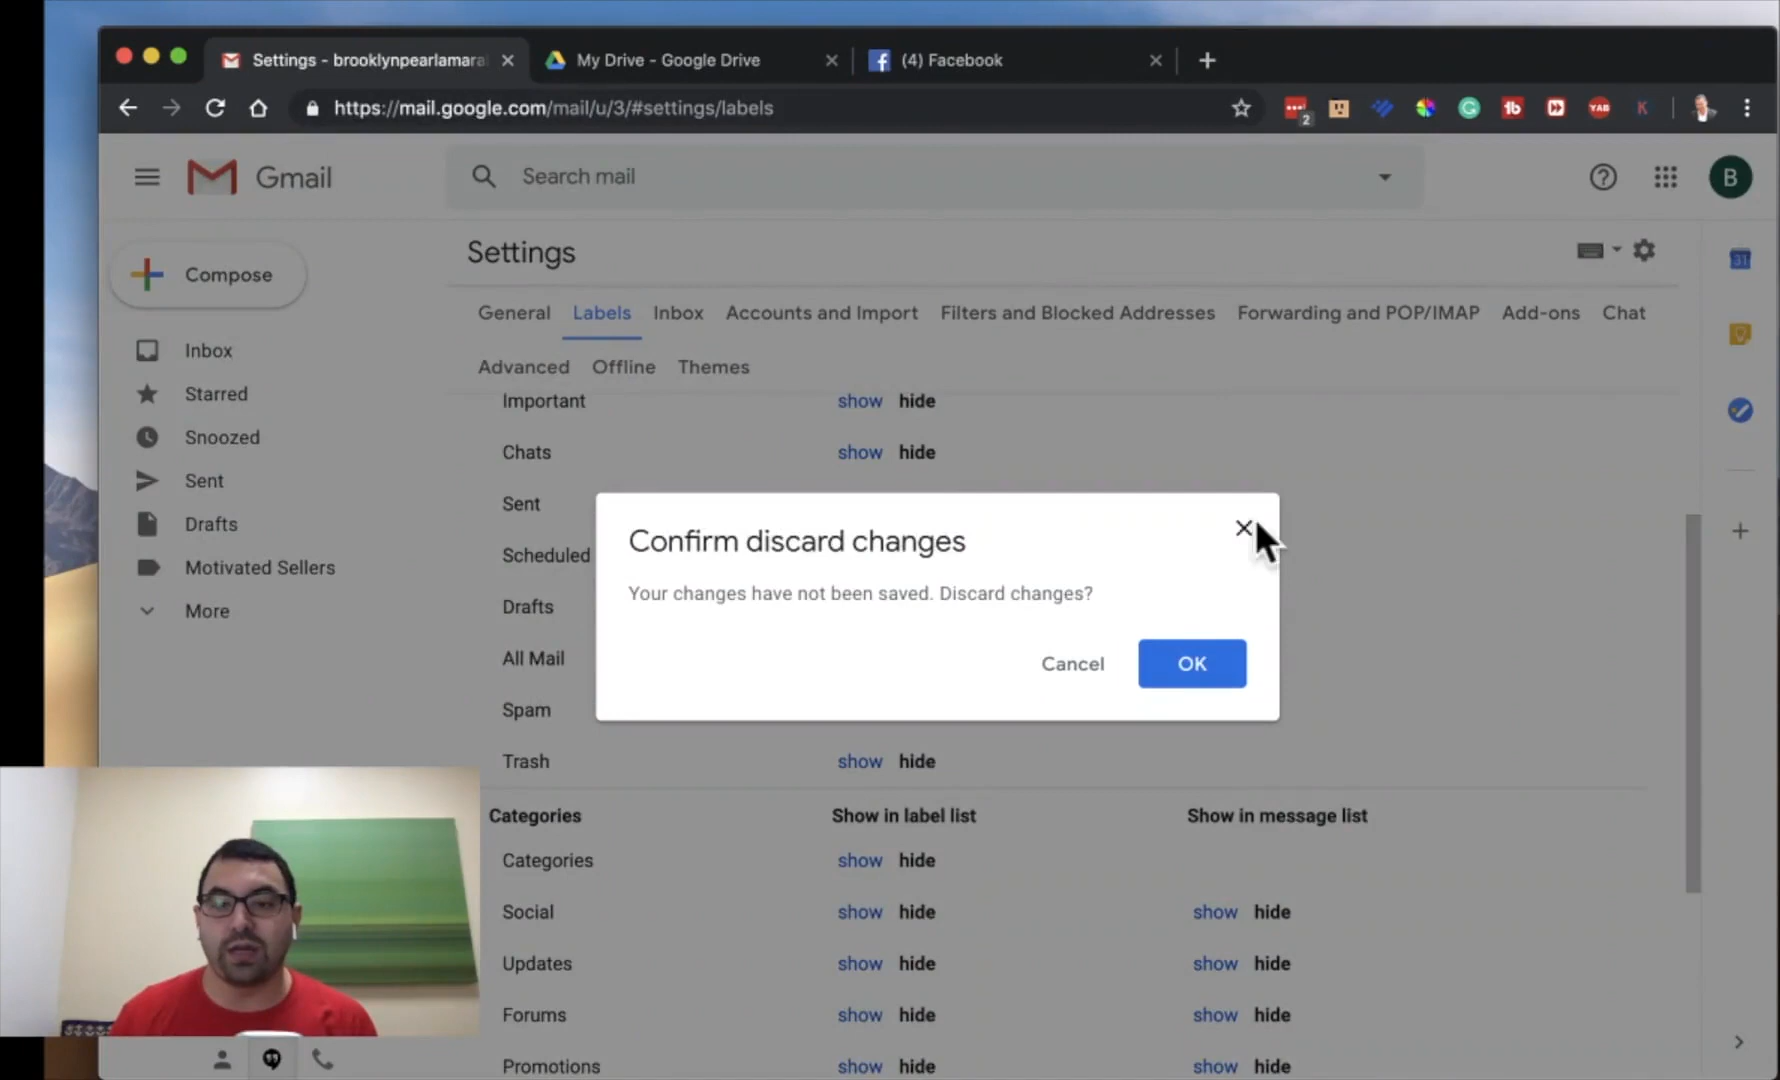 Settings - brooklynpearlamara
My Drive - Google Drive
(4) Facebook
https://mail.google.com/mail/u/3/#settings/labels
2
YAB
K
Gmail
Search mail
B
Compose
Settings
31
General
Labels
Inbox
Accounts and Import
Filters and Blocked Addresses
Forwarding and POP/IMAP
Add-ons
Chat
Advanced
Offline
Themes
Inbox
Starred
Snoozed
Sent
Drafts
Motivated Sellers
More
Important show hide
Chats show hide
Sent
Scheduled
Drafts
All Mail
Spam
Confirm discard changes
Your changes have not been saved. Discard changes?
Cancel
OK
Trash show hide
Categories Show in label list Show in message list
Categories show hide
Social show hide show hide
Updates show hide show hide
Forums show hide show hide
Promotions show hide show hide